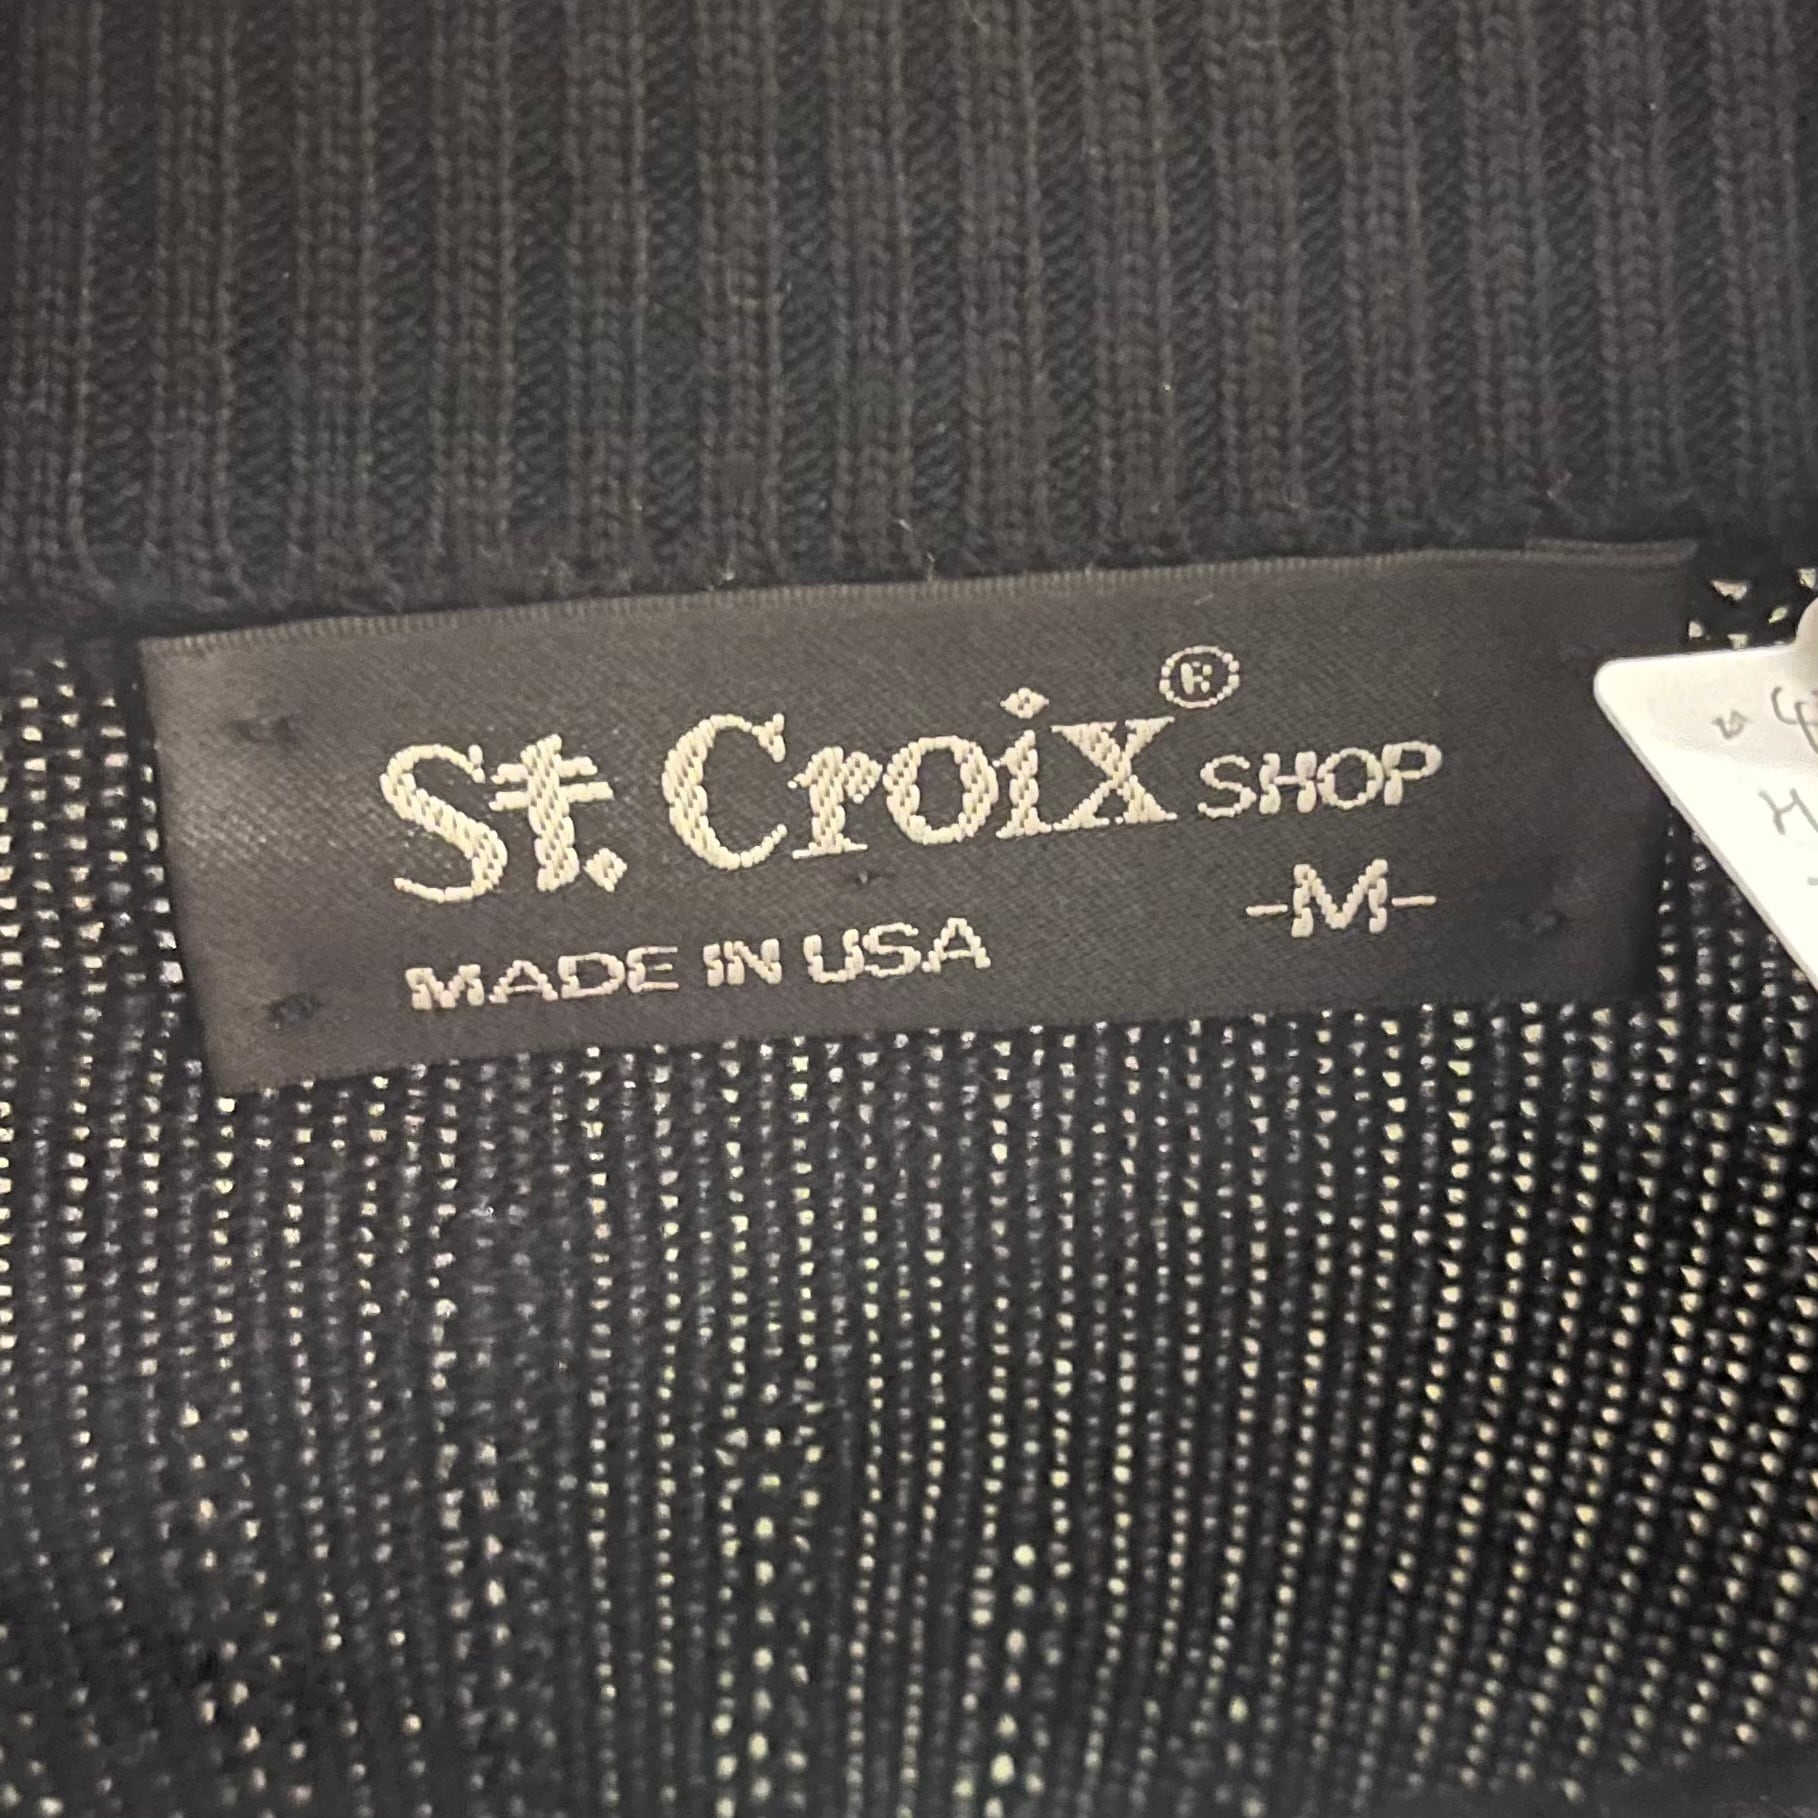 St. Croix® SHOP
-M-
MADE IN USA